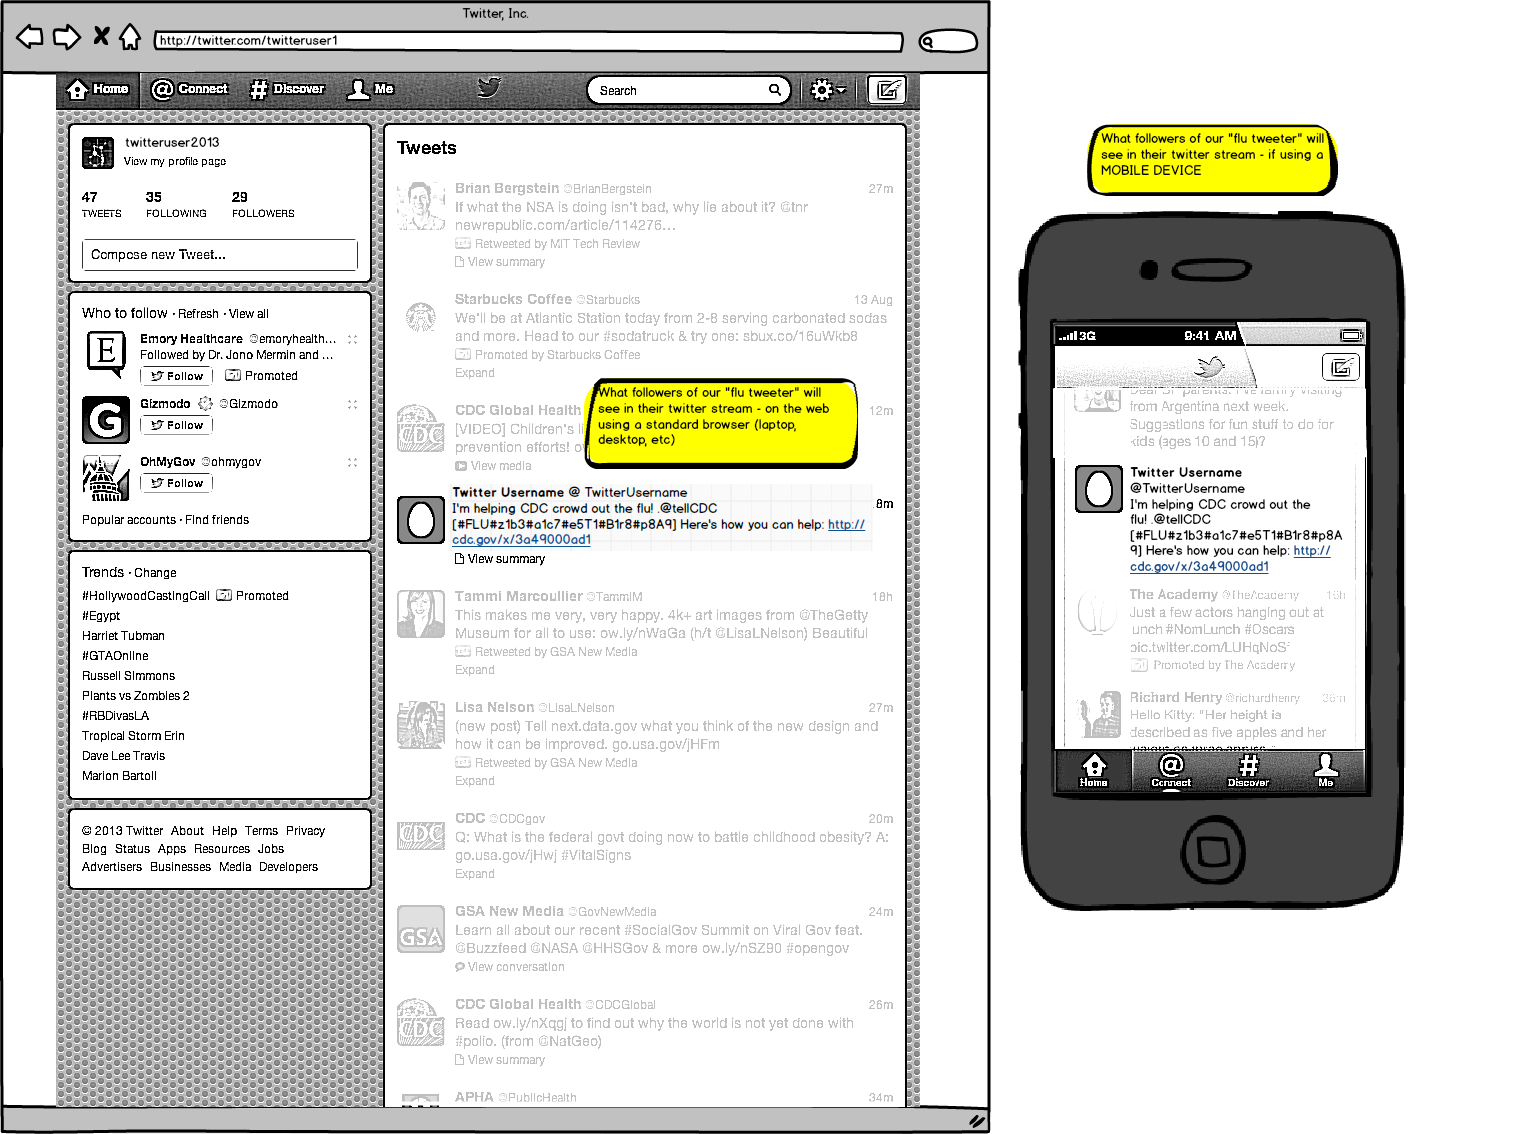 Twitter, Inc.
http://twitter.com/twitteruser1
Home
Connect
Discover
Me
Search
twitteruser2013
View my profile page
47
35
29
TWEETS
FOLLOWING
FOLLOWERS
Compose new Tweet...
Who to follow · Refresh · View all
Emory Healthcare @emoryhealth...
Followed by Dr. Jono Mermin and ...
Follow
Promoted
Gizmodo @Gizmodo
Follow
OhMyGov @ohmygov
Follow
Popular accounts · Find friends
Trends · Change
#HollywoodCastingCall Promoted
#Egypt
Harriet Tubman
#GTAOnline
Russell Simmons
Plants vs Zombies 2
#RBDivasLA
Tropical Storm Erin
Dave Lee Travis
Marion Bartoli
© 2013 Twitter About Help Terms Privacy
Blog Status Apps Resources Jobs
Advertisers Businesses Media Developers
Tweets
Brian Bergstein @BrianBergstein 27m
If what the NSA is doing isn't bad, why lie about it? @tnr
newrepublic.com/article/114276...
Retweeted by MIT Tech Review
View summary
Starbucks Coffee @Starbucks 13 Aug
We'll be at Atlantic Station today from 2-8 serving carbonated sodas
and more. Head to our #sodatruck & try one: sbux.co/16uWkb8
Promoted by Starbucks Coffee
Expand
What followers of our "flu tweeter" will
see in their twitter stream - on the web
using a standard browser (laptop,
desktop, etc)
CDC Global Health 12m
[VIDEO] Children's
prevention efforts!
View media
Twitter Username @ TwitterUsername 8m
I'm helping CDC crowd out the flu! .@tellCDC
[#FLU#z1b3#a1c7#e5T1#B1r8#p8A9] Here's how you can help: http://
cdc.gov/x/3a49000ad1
View summary
Tammi Marcoullier @TammiM 18h
This makes me very, very happy. 4k+ art images from @TheGetty
Museum for all to use: ow.ly/nWaGa (h/t @LisaLNelson) Beautiful
Retweeted by GSA New Media
Expand
Lisa Nelson @LisaLNelson 27m
(new post) Tell next.data.gov what you think of the new design and
how it can be improved. go.usa.gov/jHFm
Retweeted by GSA New Media
Expand
CDC @CDCgov 20m
Q: What is the federal govt doing now to battle childhood obesity? A:
go.usa.gov/jHwj #VitalSigns
Expand
GSA New Media @GovNewMedia 24m
Learn all about our recent #SocialGov Summit on Viral Gov feat.
@Buzzfeed @NASA @HHSGov & more ow.ly/nSZ90 #opengov
View conversation
CDC Global Health @CDCGlobal 26m
Read ow.ly/nXqgj to find out why the world is not yet done with
#polio. (from @NatGeo)
View summary
APHA @PublicHealth 34m
What followers of our "flu tweeter" will
see in their twitter stream - if using a
MOBILE DEVICE
3G
9:41 AM
Dear SF parents: I've family visiting
from Argentina next week.
Suggestions for fun stuff to do for
kids (ages 10 and 15)?
Twitter Username
@TwitterUsername
I'm helping CDC crowd out the
flu! .@tellCDC
[#FLU#z1b3#a1c7#e5T1#B1r8#p8A
9] Here's how you can help: http://
cdc.gov/x/3a49000ad1
The Academy @TheAcademy 16h
Just a few actors hanging out at
lunch #NomLunch #Oscars
pic.twitter.com/LUHqNoS
Promoted by The Academy
Richard Henry @richardhenry 36m
Hello Kitty: "Her height is
described as five apples and her
Home
Connect
Discover
Me